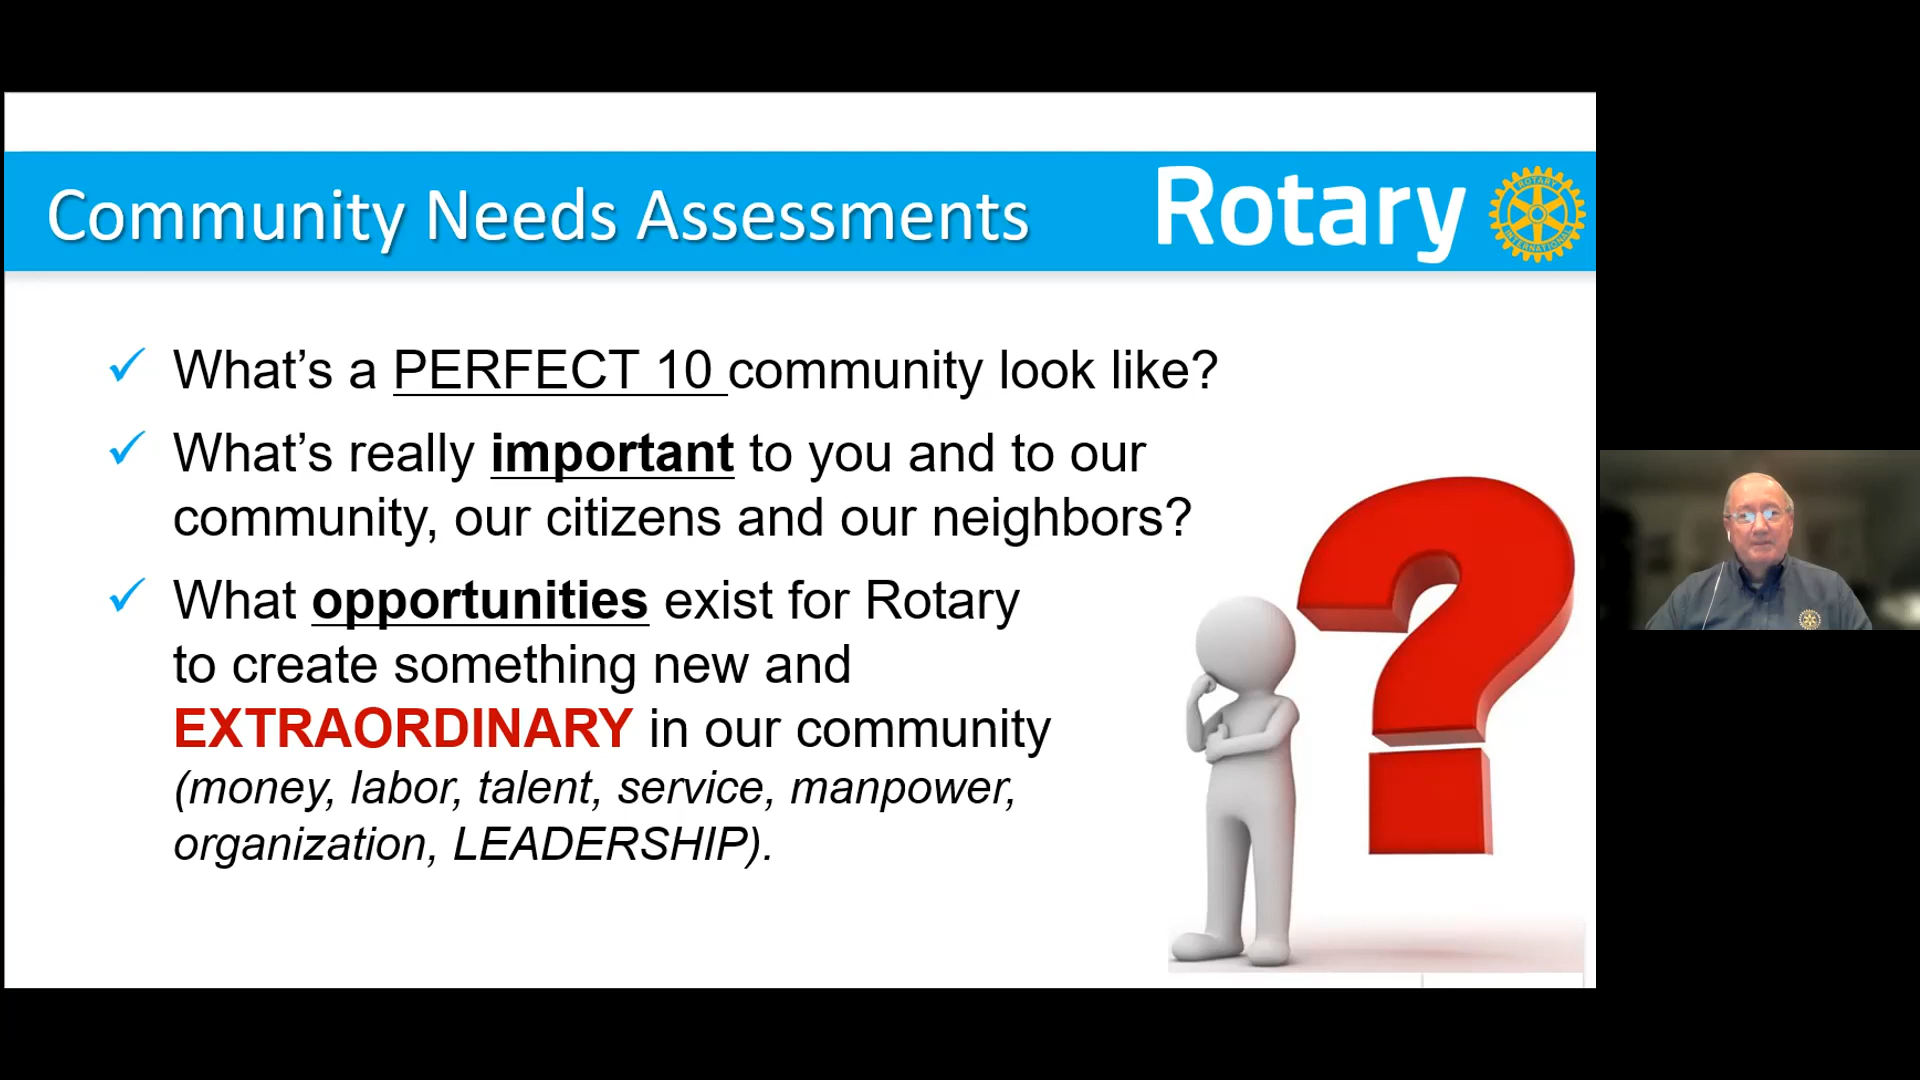 Community Needs Assessments
Rotary
ROTARY
INTERNATIONAL
What’s a PERFECT 10 community look like?
What’s really important to you and to our
community, our citizens and our neighbors?
What opportunities exist for Rotary
to create something new and
EXTRAORDINARY in our community
(money, labor, talent, service, manpower,
organization, LEADERSHIP).